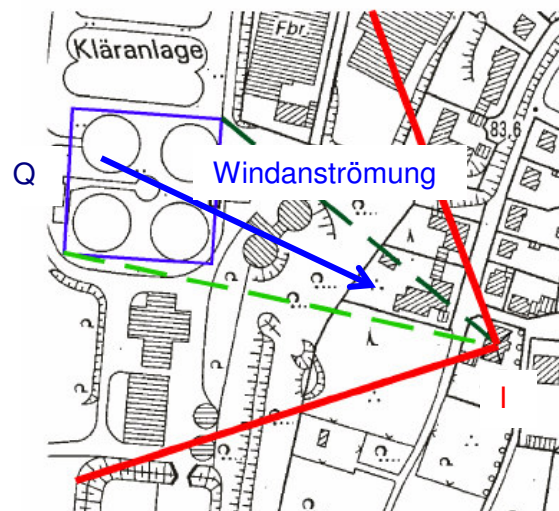 Fbr.
Kläranlage
83.6
Q
Windanströmung
I